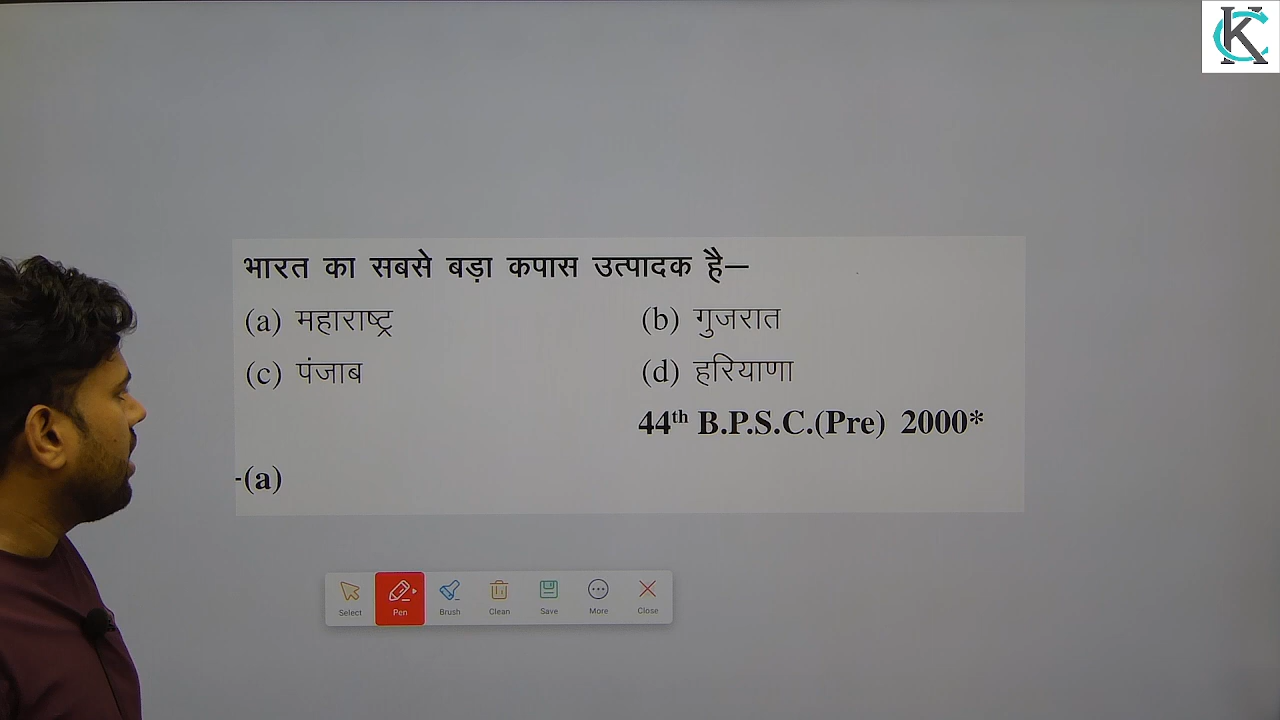 KC
भारत का सबसे बड़ा कपास उत्पादक है—
(a) महाराष्ट्र (b) गुजरात
(c) पंजाब (d) हरियाणा
44th B.P.S.C.(Pre) 2000*
-(a)
Select Pen Brush Clean Save More Close